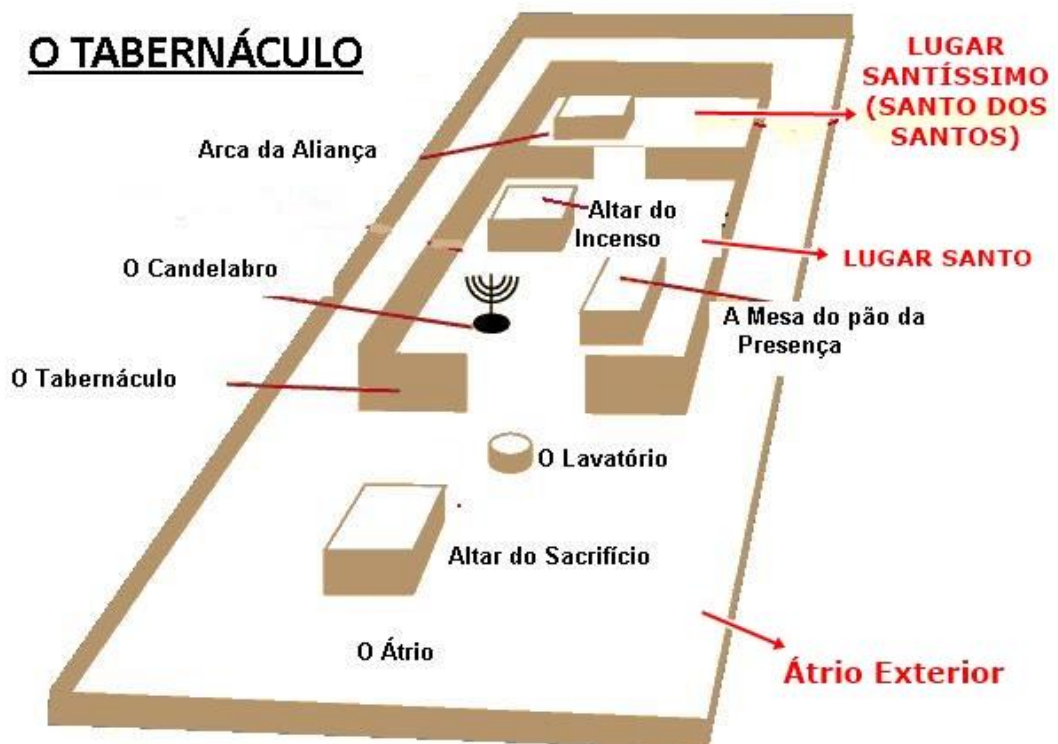 O TABERNÁCULO
LUGAR
SANTÍSSIMO
(SANTO DOS
SANTOS)
Arca da Aliança
Altar do
Incenso
LUGAR SANTO
O Candelabro
A Mesa do pão da
Presença
O Tabernáculo
O Lavatório
Altar do Sacrifício
O Átrio
Átrio Exterior